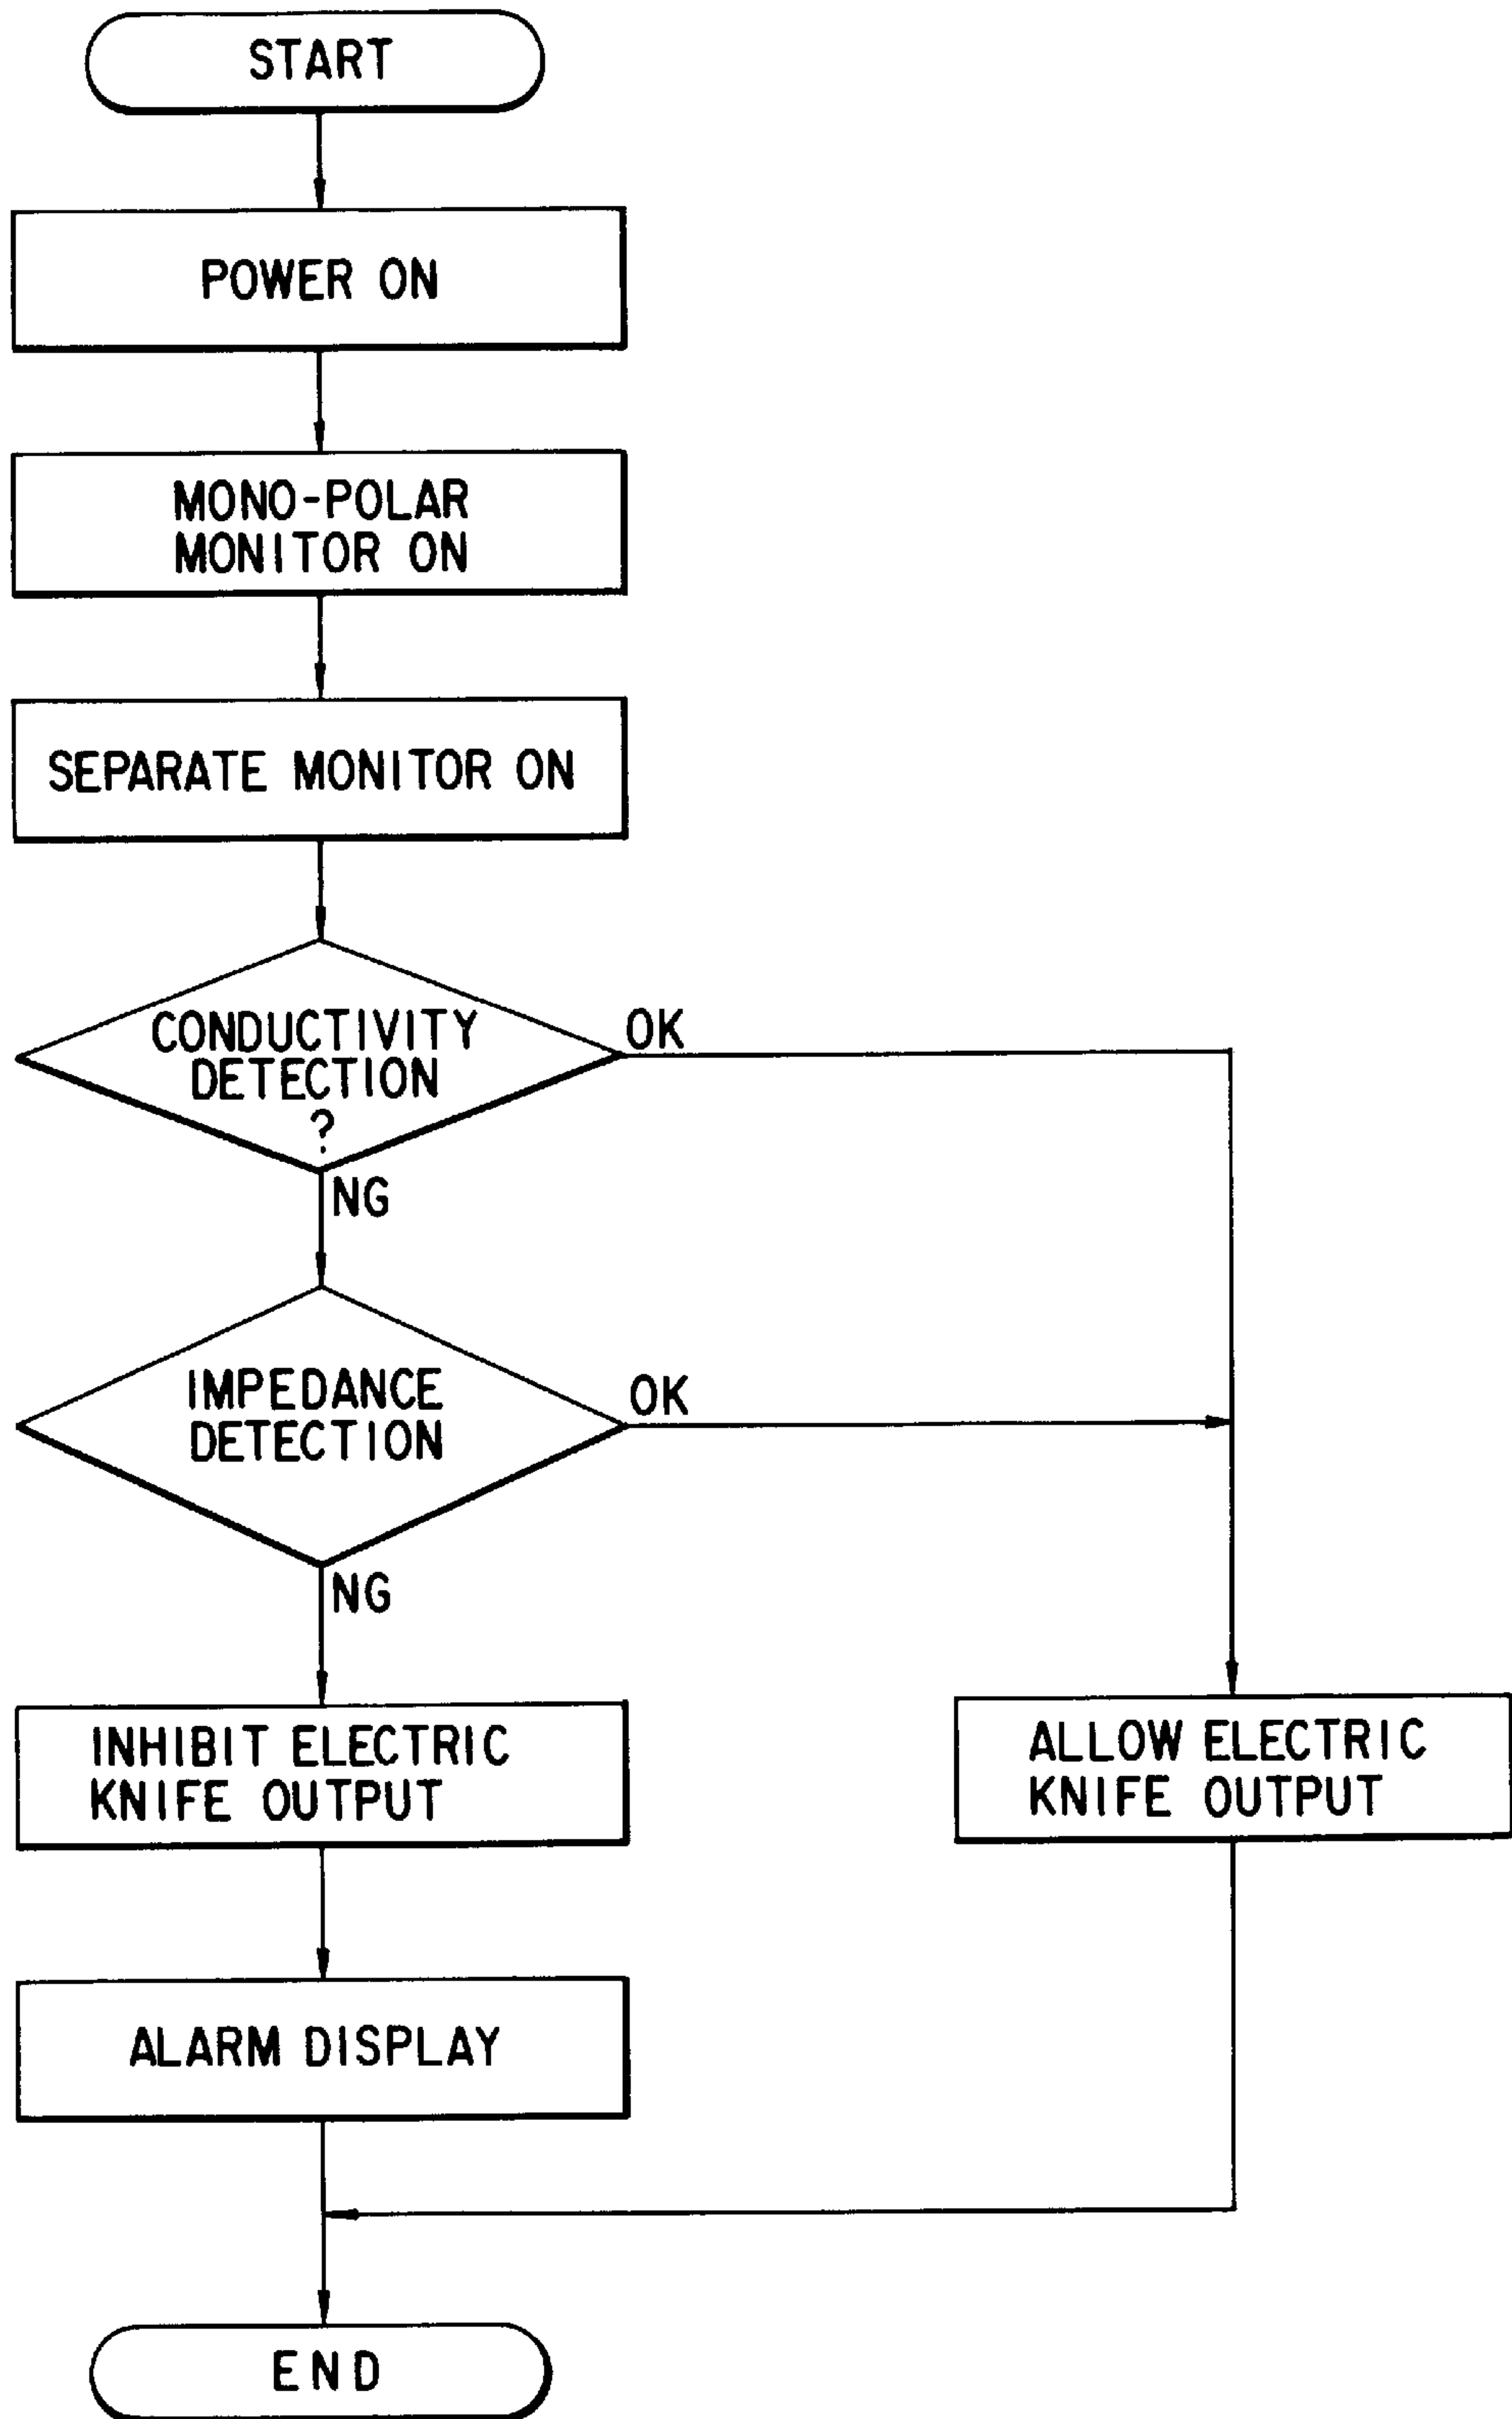 START
POWER ON
MONO-POLAR
MONITOR ON
SEPARATE MONITOR ON
CONDUCTIVITY
DETECTION
?
OK
NG
IMPEDANCE
DETECTION
OK
NG
INHIBIT ELECTRIC
KNIFE OUTPUT
ALLOW ELECTRIC
KNIFE OUTPUT
ALARM DISPLAY
END